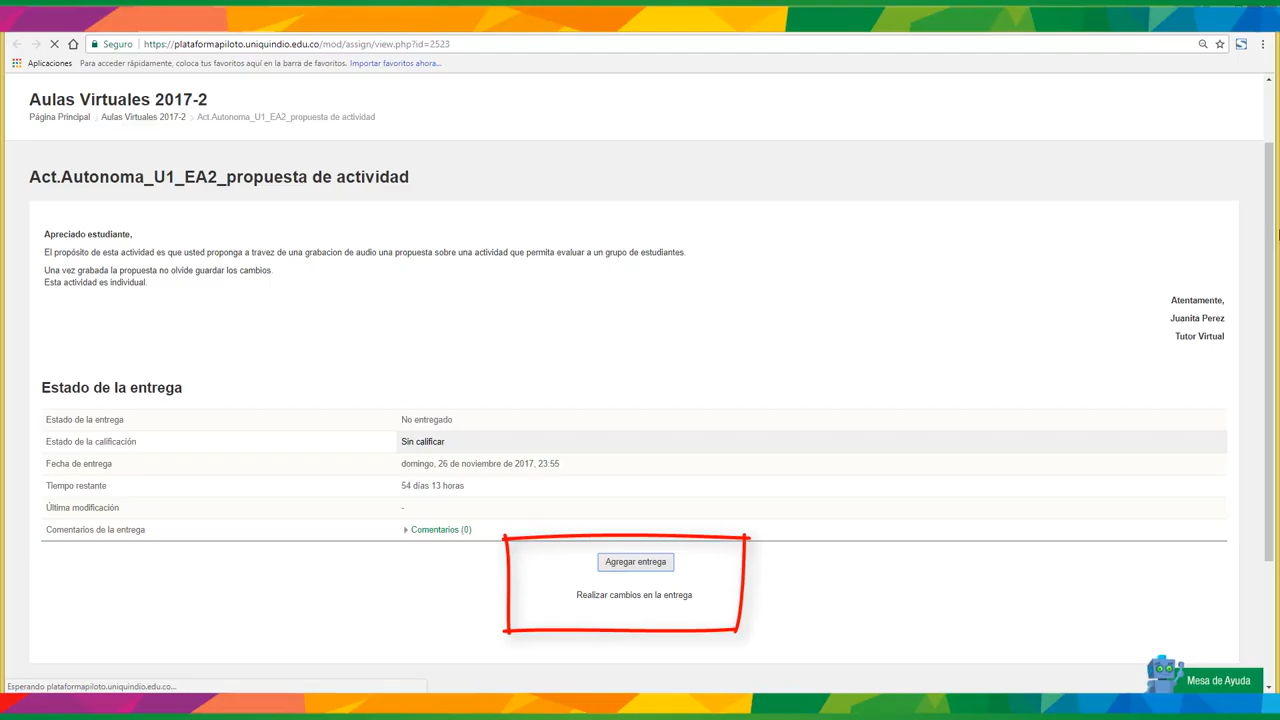 Seguro https://plataformapiloto.uniquindio.edu.co/mod/assign/view.php?id=2523
Aplicaciones Para acceder rápidamente, coloca tus favoritos aquí en la barra de favoritos. Importar favoritos ahora...
Aulas Virtuales 2017-2
Página Principal Aulas Virtuales 2017-2 Act.Autonoma_U1_EA2_propuesta de actividad
Act.Autonoma_U1_EA2_propuesta de actividad
Apreciado estudiante,
El propósito de esta actividad es que usted proponga a travez de una grabacion de audio una propuesta sobre una actividad que permita evaluar a un grupo de estudiantes.
Una vez grabada la propuesta no olvide guardar los cambios.
Esta actividad es individual.
Atentamente,
Juanita Perez
Tutor Virtual
Estado de la entrega
Estado de la entrega No entregado
Estado de la calificación Sin calificar
Fecha de entrega domingo, 26 de noviembre de 2017, 23:55
Tiempo restante 54 días 13 horas
Última modificación -
Comentarios de la entrega Comentarios (0)
Agregar entrega
Realizar cambios en la entrega
Mesa de Ayuda
Esperando plataformapiloto.uniquindio.edu.co...